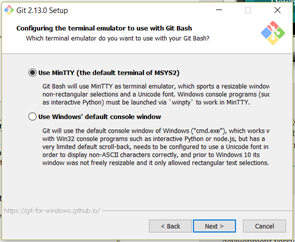 Git 2.13.0 Setup
Configuring the terminal emulator to use with Git Bash
Which terminal emulator do you want to use with your Git Bash?
Use MinTTY (the default terminal of MSYS2)
Git Bash will use MinTTY as terminal emulator, which sports a resizable window
non-rectangular selections and a Unicode font. Windows console programs (suc
as interactive Python) must be launched via `winpty` to work in MinTTY.
Use Windows' default console window
Git will use the default console window of Windows ("cmd.exe"), which works w
with Win32 console programs such as interactive Python or node.js, but has a
very limited default scroll-back, needs to be configured to use a Unicode font in
order to display non-ASCII characters correctly, and prior to Windows 10 its
window was not freely resizable and it only allowed rectangular text selections.
https://git-for-windows.github.io/
< Back
Next >
Cancel